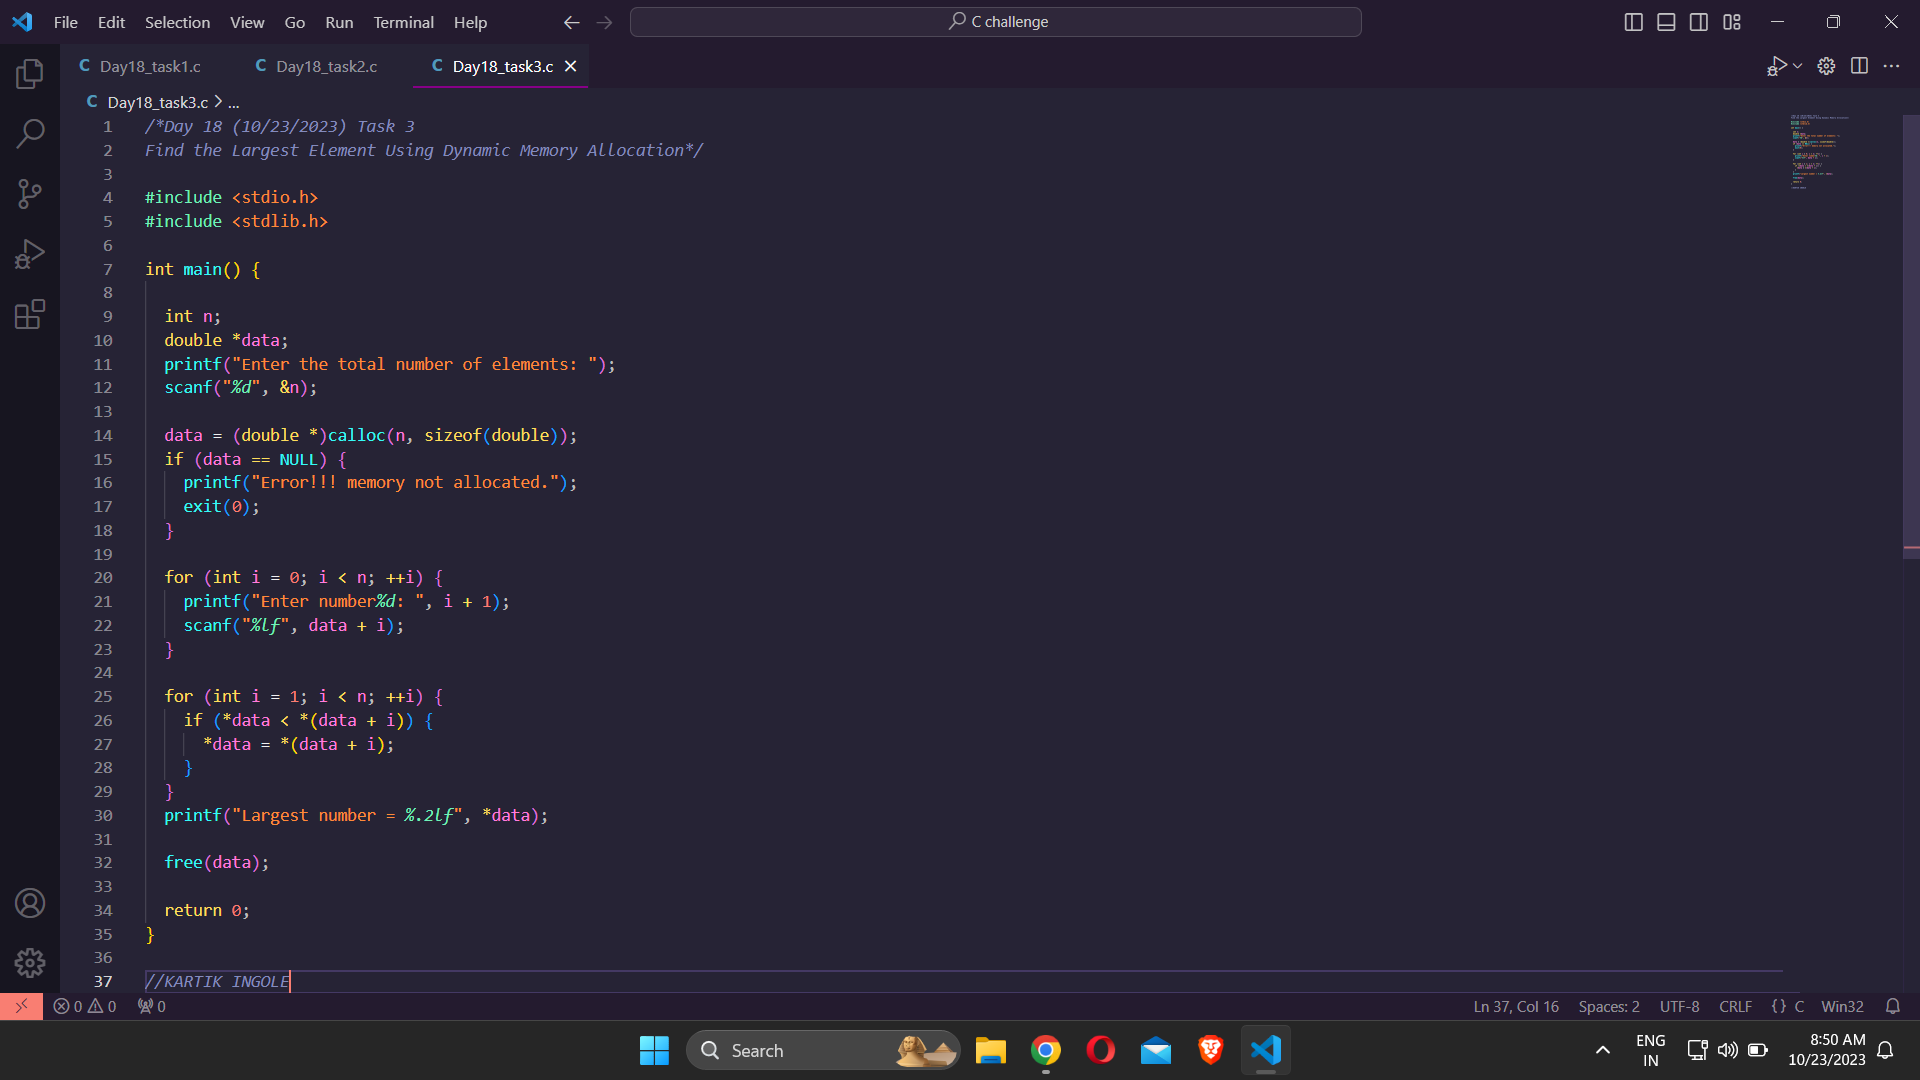 File Edit Selection View Go Run Terminal Help
C challenge
C Day18_task1.c C Day18_task2.c C Day18_task3.c
C Day18_task3.c > ...
1 /*Day 18 (10/23/2023) Task 3
2 Find the Largest Element Using Dynamic Memory Allocation*/
3
4 #include <stdio.h>
5 #include <stdlib.h>
6
7 int main() {
8
9 int n;
10 double *data;
11 printf("Enter the total number of elements: ");
12 scanf("%d", &n);
13
14 data = (double *)calloc(n, sizeof(double));
15 if (data == NULL) {
16 printf("Error!!! memory not allocated.");
17 exit(0);
18 }
19
20 for (int i = 0; i < n; ++i) {
21 printf("Enter number%d: ", i + 1);
22 scanf("%lf", data + i);
23 }
24
25 for (int i = 1; i < n; ++i) {
26 if (*data < *(data + i)) {
27 *data = *(data + i);
28 }
29 }
30 printf("Largest number = %.2lf", *data);
31
32 free(data);
33
34 return 0;
35 }
36
37 //KARTIK INGOLE
0 0 0 Ln 37, Col 16 Spaces: 2 UTF-8 CRLF {} C Win32
Search
ENG
IN
8:50 AM
10/23/2023